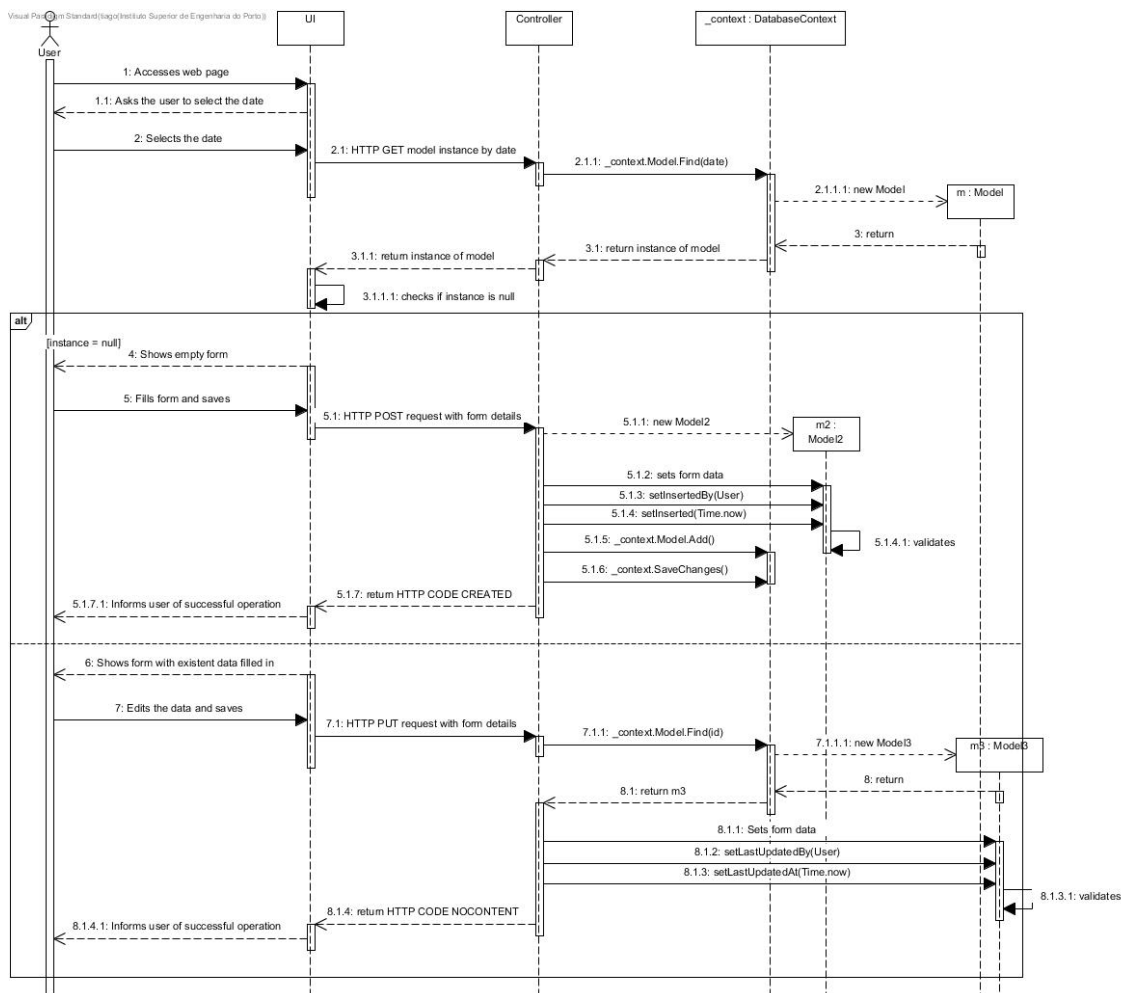 Visual Paradigm Standard(tiago(Instituto Superior de Engenharia do Porto))
User
UI
Controller
_context : DatabaseContext
1: Accesses web page
1.1: Asks the user to select the date
2: Selects the date
2.1: HTTP GET model instance by date
2.1.1: _context.Model.Find(date)
2.1.1.1: new Model
m : Model
3: return
3.1: return instance of model
3.1.1: return instance of model
3.1.1.1: checks if instance is null
alt
[instance = null]
4: Shows empty form
5: Fills form and saves
5.1: HTTP POST request with form details
5.1.1: new Model2
m2 :
Model2
5.1.2: sets form data
5.1.3: setInsertedBy(User)
5.1.4: setInserted(Time.now)
5.1.4.1: validates
5.1.5: _context.Model.Add()
5.1.6: _context.SaveChanges()
5.1.7: return HTTP CODE CREATED
5.1.7.1: Informs user of successful operation
6: Shows form with existent data filled in
7: Edits the data and saves
7.1: HTTP PUT request with form details
7.1.1: _context.Model.Find(id)
7.1.1.1: new Model3
m3 : Model3
8: return
8.1: return m3
8.1.1: Sets form data
8.1.2: setLastUpdatedBy(User)
8.1.3: setLastUpdatedAt(Time.now)
8.1.3.1: validates
8.1.4: return HTTP CODE NOCONTENT
8.1.4.1: Informs user of successful operation